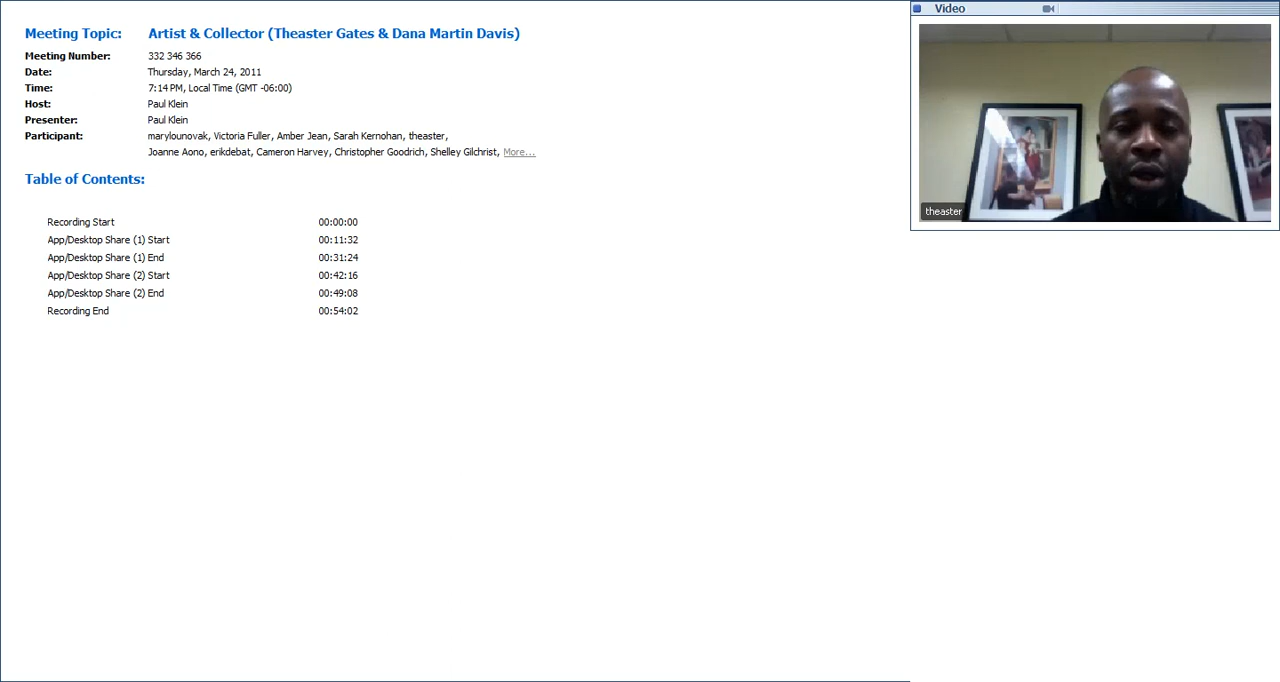 Meeting Topic: Artist & Collector (Theaster Gates & Dana Martin Davis)
Meeting Number: 332 346 366
Date: Thursday, March 24, 2011
Time: 7:14 PM, Local Time (GMT -06:00)
Host: Paul Klein
Presenter: Paul Klein
Participant: marylounovak, Victoria Fuller, Amber Jean, Sarah Kernohan, theaster,
Joanne Aono, erikdebat, Cameron Harvey, Christopher Goodrich, Shelley Gilchrist, More...
Table of Contents:
Recording Start 00:00:00
App/Desktop Share (1) Start 00:11:32
App/Desktop Share (1) End 00:31:24
App/Desktop Share (2) Start 00:42:16
App/Desktop Share (2) End 00:49:08
Recording End 00:54:02
Video
theaster